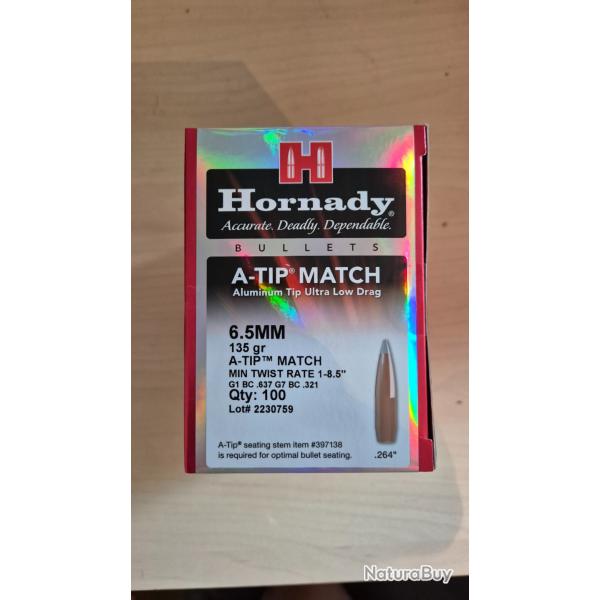 H
Hornady®
Accurate. Deadly. Dependable.
BULLETS
A-TIP® MATCH
Aluminum Tip Ultra Low Drag
6.5MM
135 gr
A-TIP™ MATCH
MIN TWIST RATE 1-8.5"
G1 BC .637 G7 BC .321
Qty: 100
Lot# 2230759
A-Tip® seating stem item #397138
is required for optimal bullet seating.
.264"
NaturaBuy